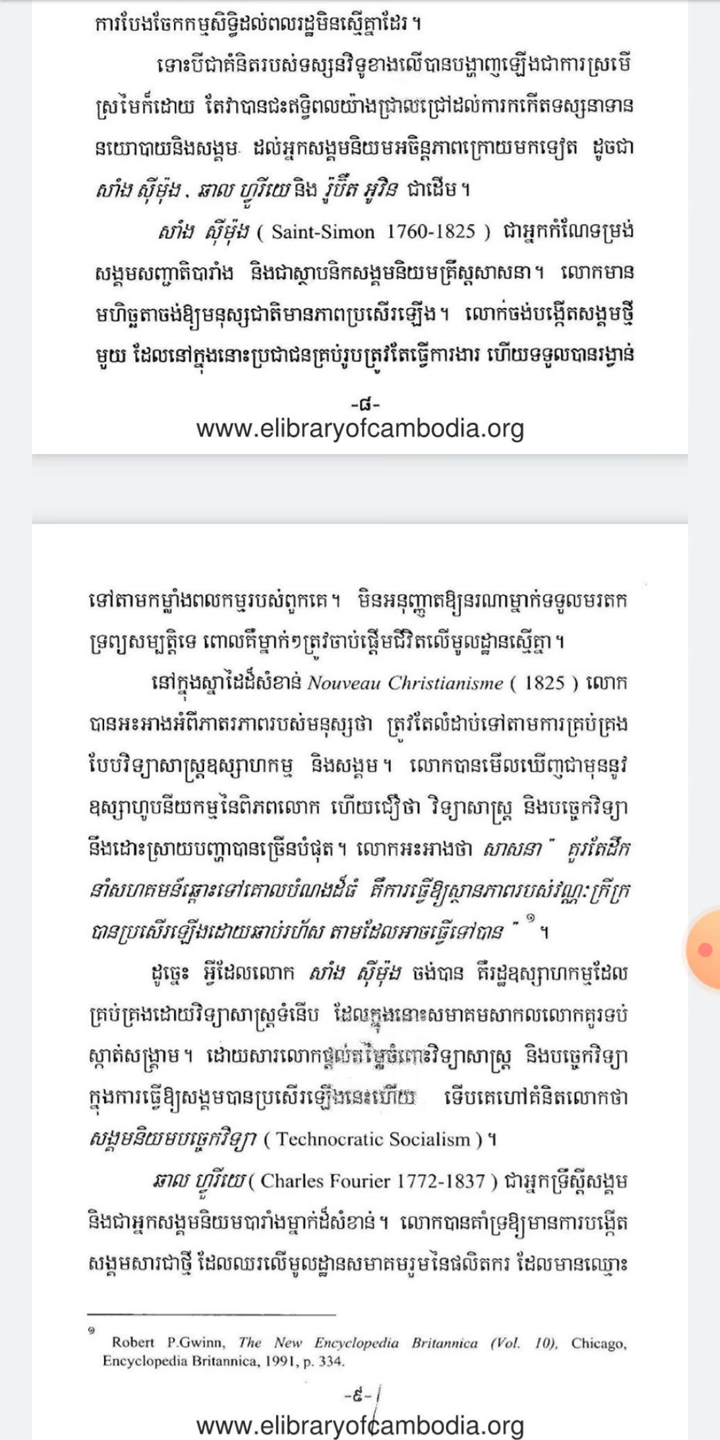 ការបែងចែកកម្មសិទ្ធិដល់ពលរដ្ឋមិនស្មើគ្នាដែរ ។
ទោះបីជាគំនិតរបស់ទស្សនវិទូខាងលើបានបង្ហាញឡើងជាការស្រមើ
ស្រមៃក៏ដោយ តែវាបានជះឥទ្ធិពលយ៉ាងជ្រាលជ្រៅដល់ការកកើតទស្សនាទាន
នយោបាយនិងសង្គម ដល់អ្នកសង្គមនិយមអចិន្តភាពក្រោយមកទៀត ដូចជា
សាំង ស៊ីម៉ុង , ឆាល ហ្វូរីយេ និង រ៉ូប៊ឺត អូវិន ជាដើម ។
សាំង ស៊ីម៉ុង ( Saint-Simon 1760-1825 ) ជាអ្នកកំណែទម្រង់
សង្គមសញ្ជាតិបារាំង និងជាស្ថាបនិកសង្គមនិយមគ្រឹស្តសាសនា ។ លោកមាន
មហិច្ឆតាចង់ឱ្យមនុស្សជាតិមានភាពប្រសើរឡើង ។ លោកចង់បង្កើតសង្គមថ្មី
មួយ ដែលនៅក្នុងនោះប្រជាជនគ្រប់រូបត្រូវតែធ្វើការងារ ហើយទទួលបានរង្វាន់
-៨-
www.elibraryofcambodia.org
ទៅតាមកម្លាំងពលកម្មរបស់ពួកគេ ។ មិនអនុញ្ញាតឱ្យនរណាម្នាក់ទទួលមរតក
ទ្រព្យសម្បត្តិទេ ពោលគឺម្នាក់ៗត្រូវចាប់ផ្តើមជីវិតលើមូលដ្ឋានស្មើគ្នា ។
នៅក្នុងស្នាដៃដ៏សំខាន់ Nouveau Christianisme ( 1825 ) លោក
បានអះអាងអំពីភាតរភាពរបស់មនុស្សថា ត្រូវតែលំដាប់ទៅតាមការគ្រប់គ្រង
បែបវិទ្យាសាស្ត្រឧស្សាហកម្ម និងសង្គម ។ លោកបានមើលឃើញជាមុននូវ
ឧស្សាហូបនីយកម្មនៃពិភពលោក ហើយជឿថា វិទ្យាសាស្ត្រ និងបច្ចេកវិទ្យា
នឹងដោះស្រាយបញ្ហាបានច្រើនបំផុត ។ លោកអះអាងថា សាសនា " គួរតែដឹក
នាំសហគមន៍ឆ្ពោះទៅគោលបំណងដ៏ធំ គឺការធ្វើឱ្យស្ថានភាពរបស់វណ្ណៈក្រីក្រ
បានប្រសើរឡើងដោយឆាប់រហ័ស តាមដែលអាចធ្វើទៅបាន " ១ ។
ដូច្នេះ អ្វីដែលលោក សាំង ស៊ីម៉ុង ចង់បាន គឺរដ្ឋឧស្សាហកម្មដែល
គ្រប់គ្រងដោយវិទ្យាសាស្ត្រទំនើប ដែលក្នុងនោះសមាគមសាកលលោកគួរទប់
ស្កាត់សង្គ្រាម ។ ដោយសារលោកផ្តល់តម្លៃចំពោះវិទ្យាសាស្ត្រ និងបច្ចេកវិទ្យា
ក្នុងការធ្វើឱ្យសង្គមបានប្រសើរឡើងនេះហើយ ទើបគេហៅគំនិតលោកថា
សង្គមនិយមបច្ចេកវិទ្យា ( Technocratic Socialism ) ។
ឆាល ហ្វូរីយេ ( Charles Fourier 1772-1837 ) ជាអ្នកទ្រឹស្តីសង្គម
និងជាអ្នកសង្គមនិយមបារាំងម្នាក់ដ៏សំខាន់ ។ លោកបានគាំទ្រឱ្យមានការបង្កើត
សង្គមសារជាថ្មី ដែលឈរលើមូលដ្ឋានសមាគមរួមនៃផលិតករ ដែលមានឈ្មោះ
១ Robert P.Gwinn, The New Encyclopedia Britannica (Vol. 10), Chicago,
Encyclopedia Britannica, 1991, p. 334.
-៩-
www.elibraryofcambodia.org